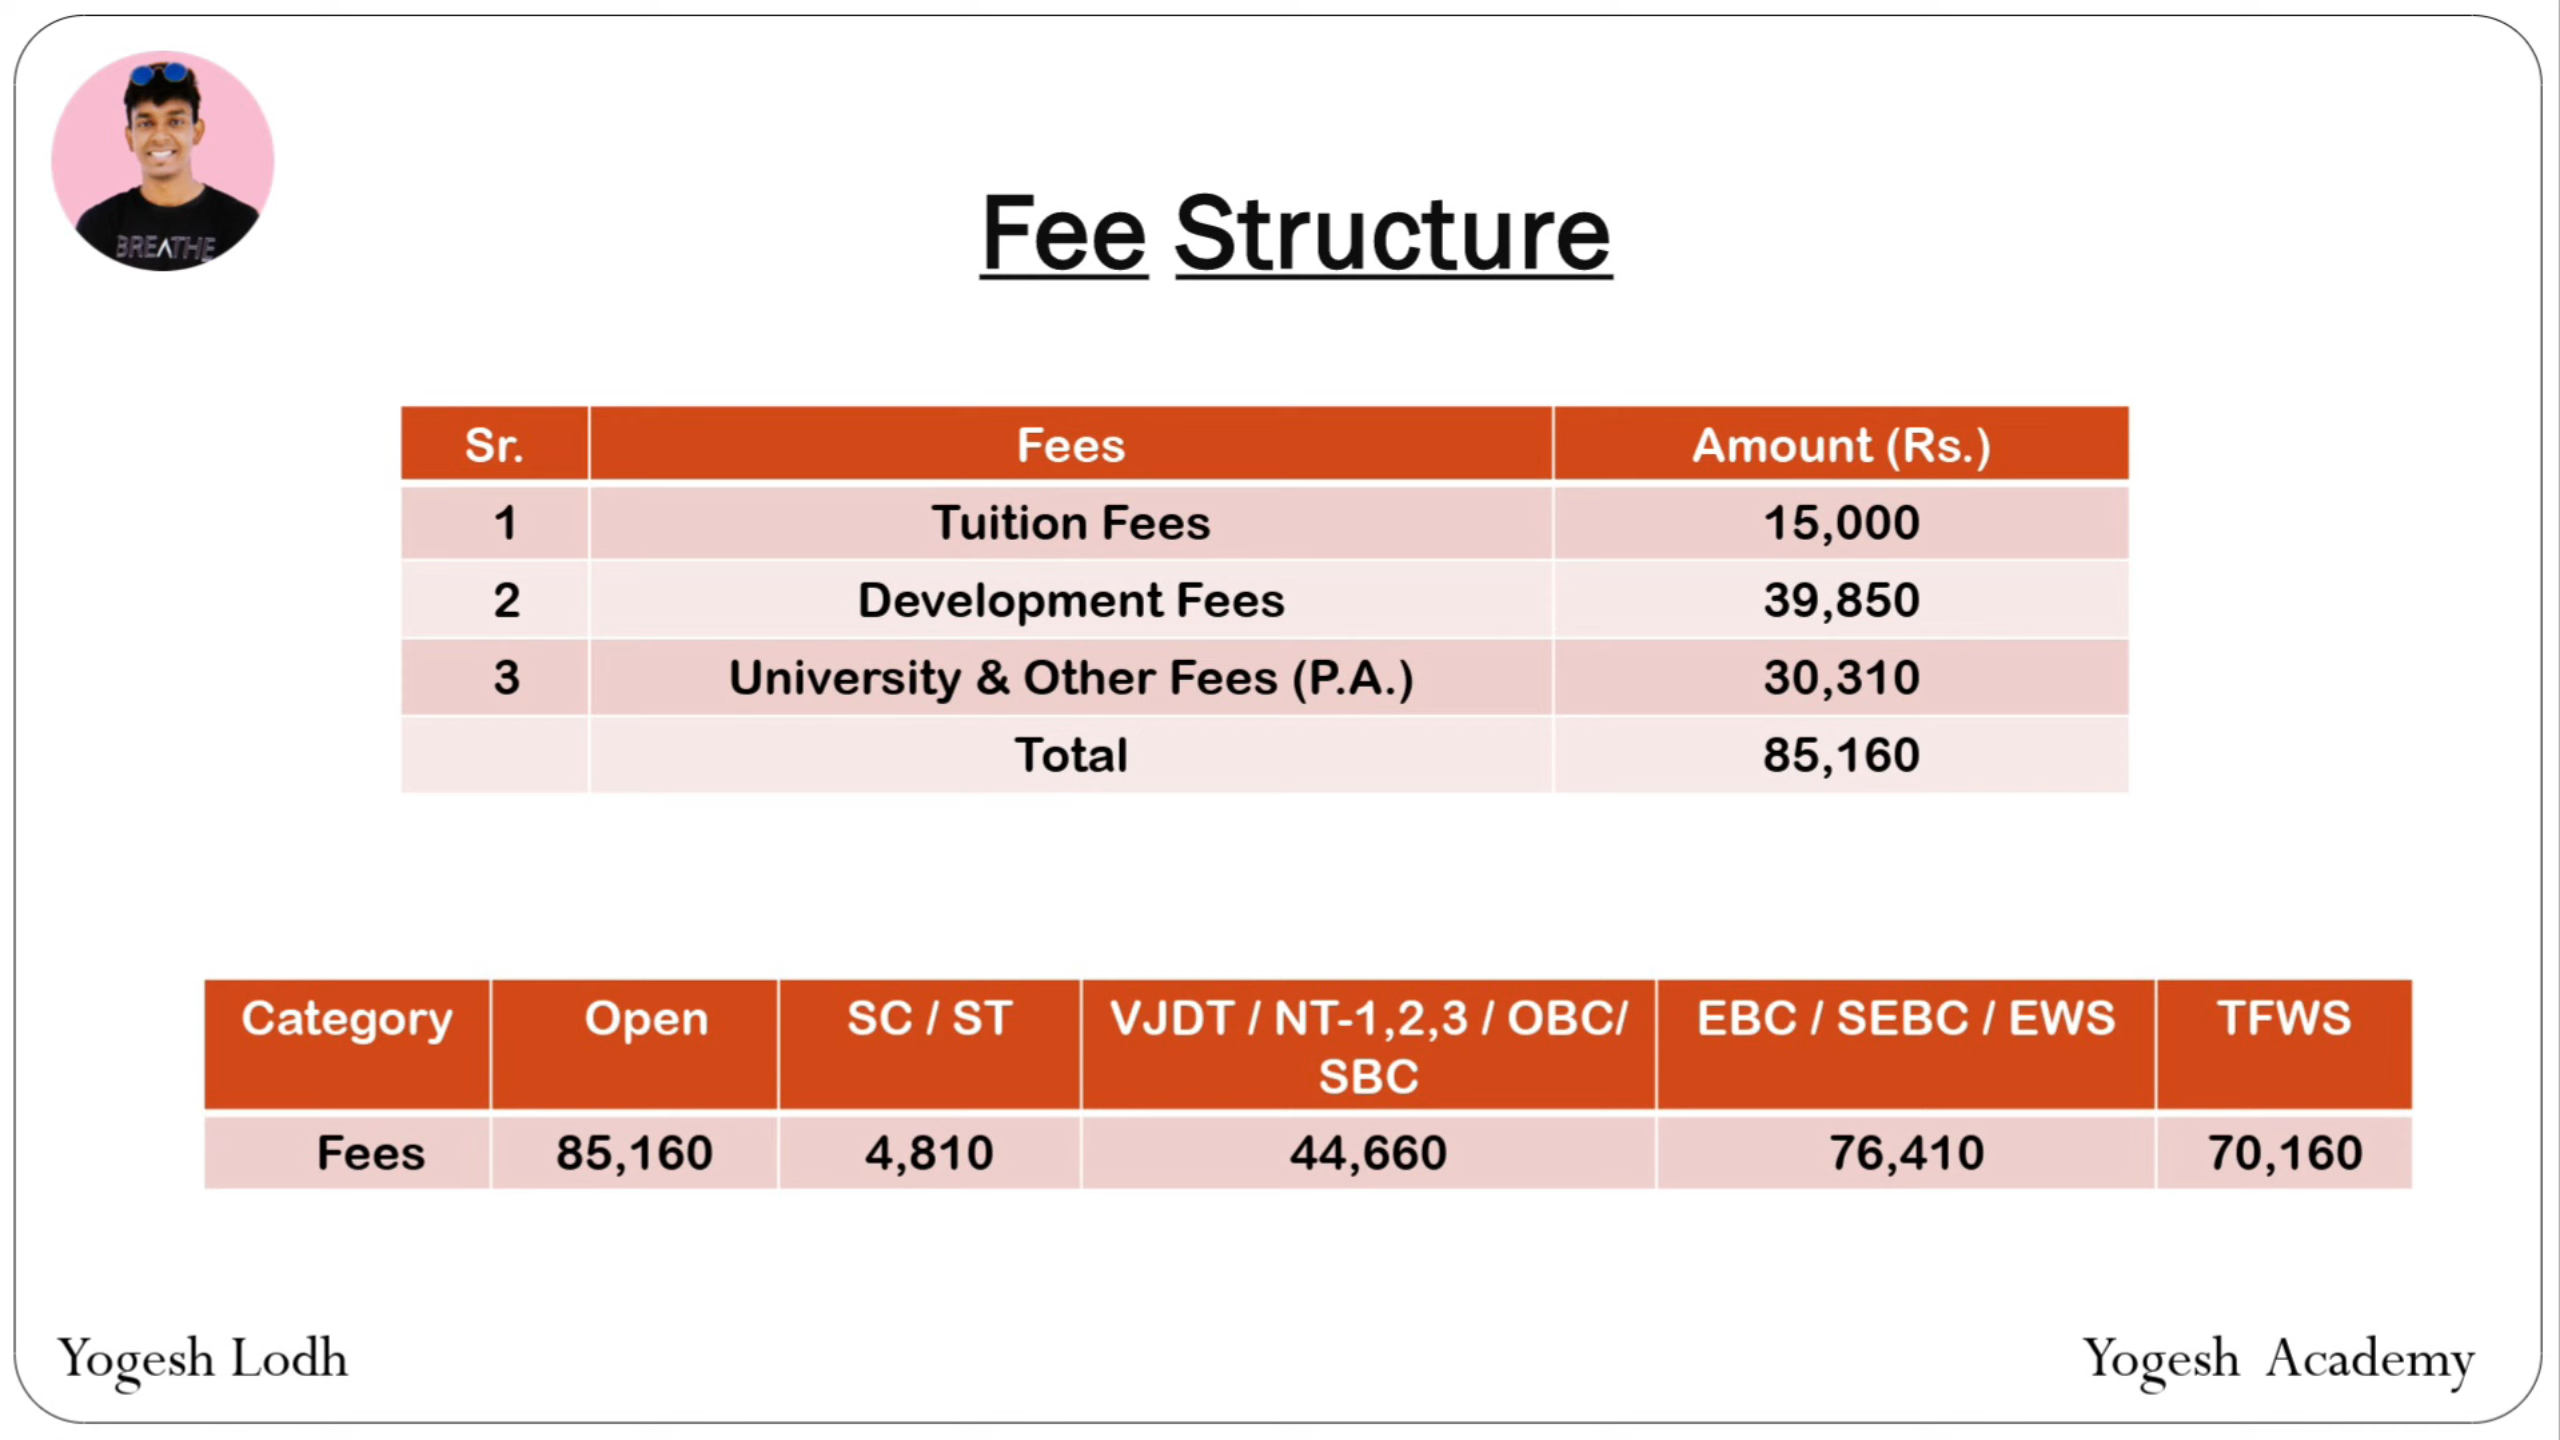 BREATHE
Fee Structure
Sr. Fees Amount (Rs.)
1 Tuition Fees 15,000
2 Development Fees 39,850
3 University & Other Fees (P.A.) 30,310
Total 85,160
Category Open SC / ST VJDT / NT-1,2,3 / OBC/ EBC / SEBC / EWS TFWS
SBC
Fees 85,160 4,810 44,660 76,410 70,160
Yogesh Lodh
Yogesh Academy